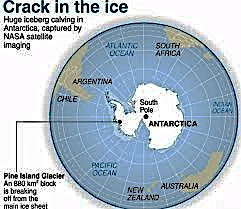 Crack in the ice
Huge iceberg calving in
Antarctica, captured by
NASA satellite
imaging
ATLANTIC
OCEAN
SOUTH
AFRICA
ARGENTINA
CHILE
INDIAN
OCEAN
South
Pole
ANTARCTICA
Pine Island Glacier
An 880 km² block
is breaking
off from the
main ice sheet
PACIFIC
OCEAN
NEW
ZEALAND
AUSTRALIA